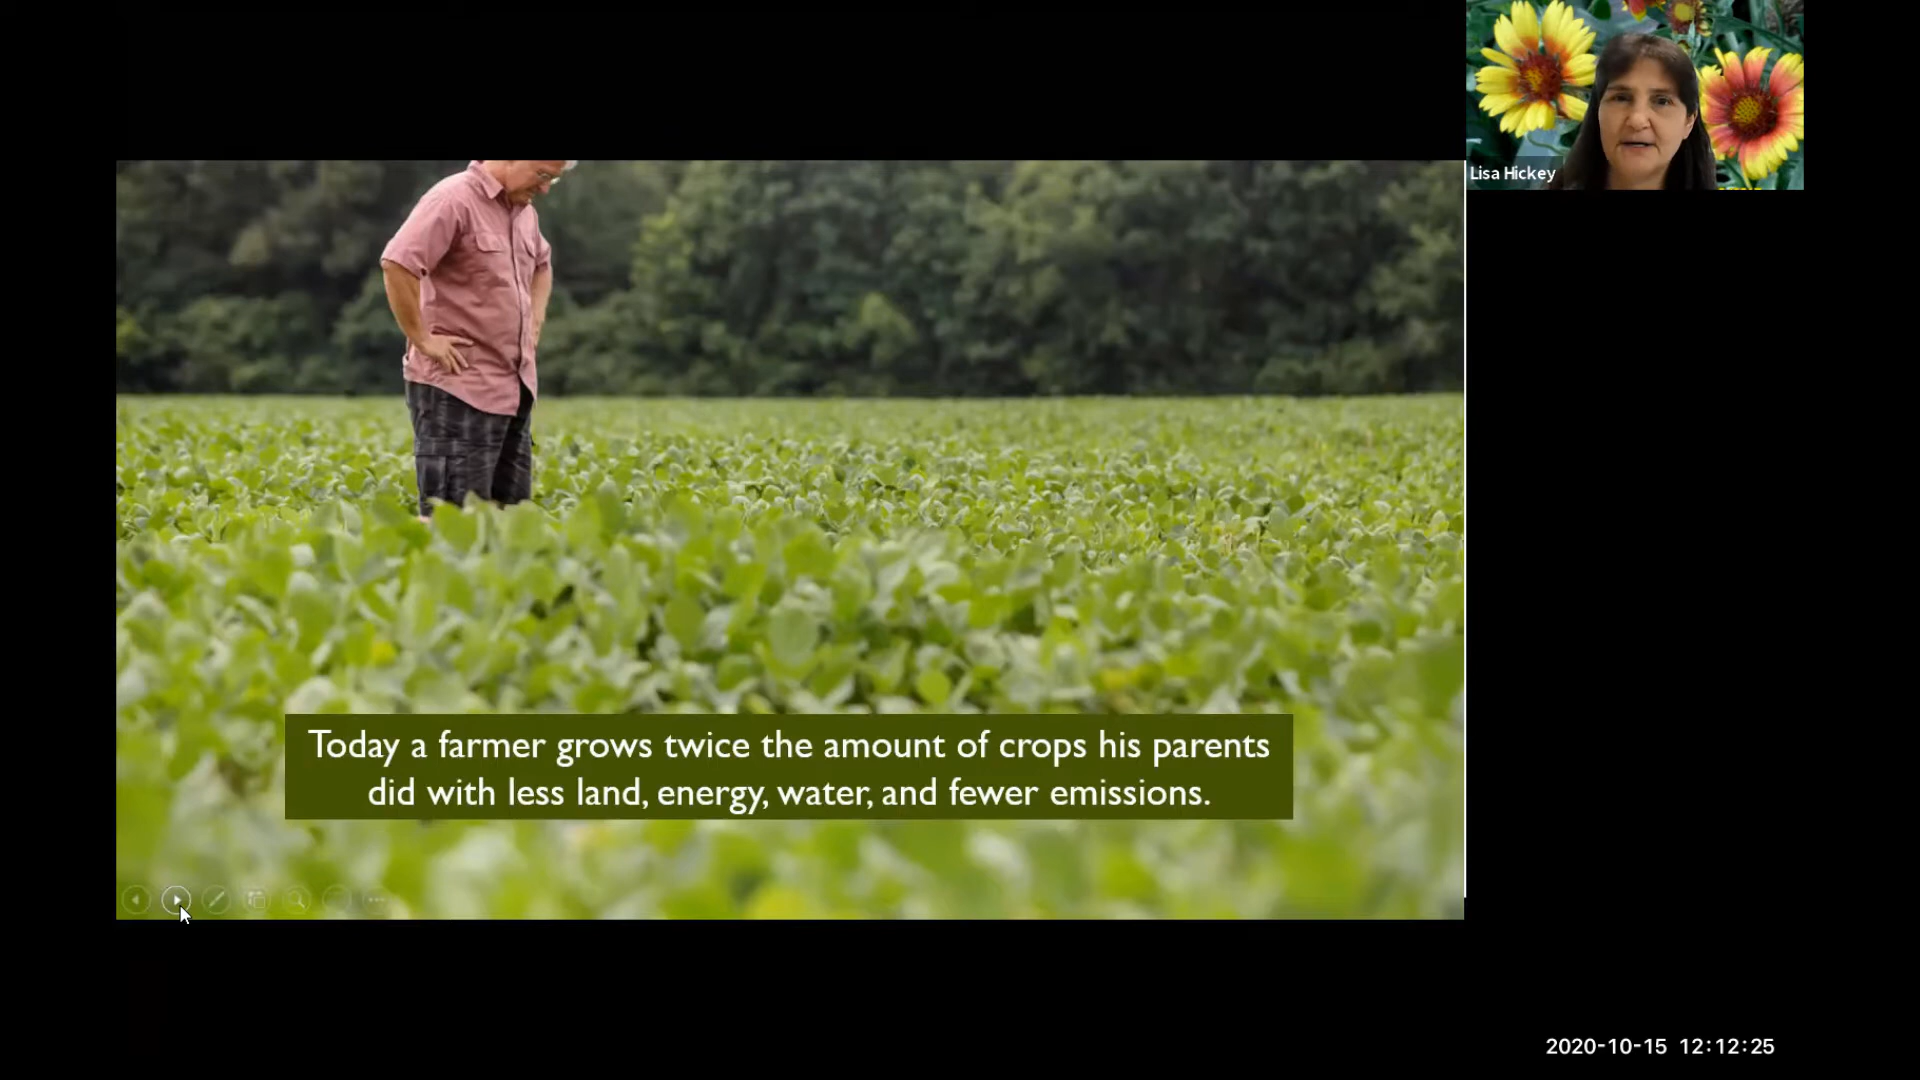 Lisa Hickey
Today a farmer grows twice the amount of crops his parents
did with less land, energy, water, and fewer emissions.
2020-10-15 12:12:25